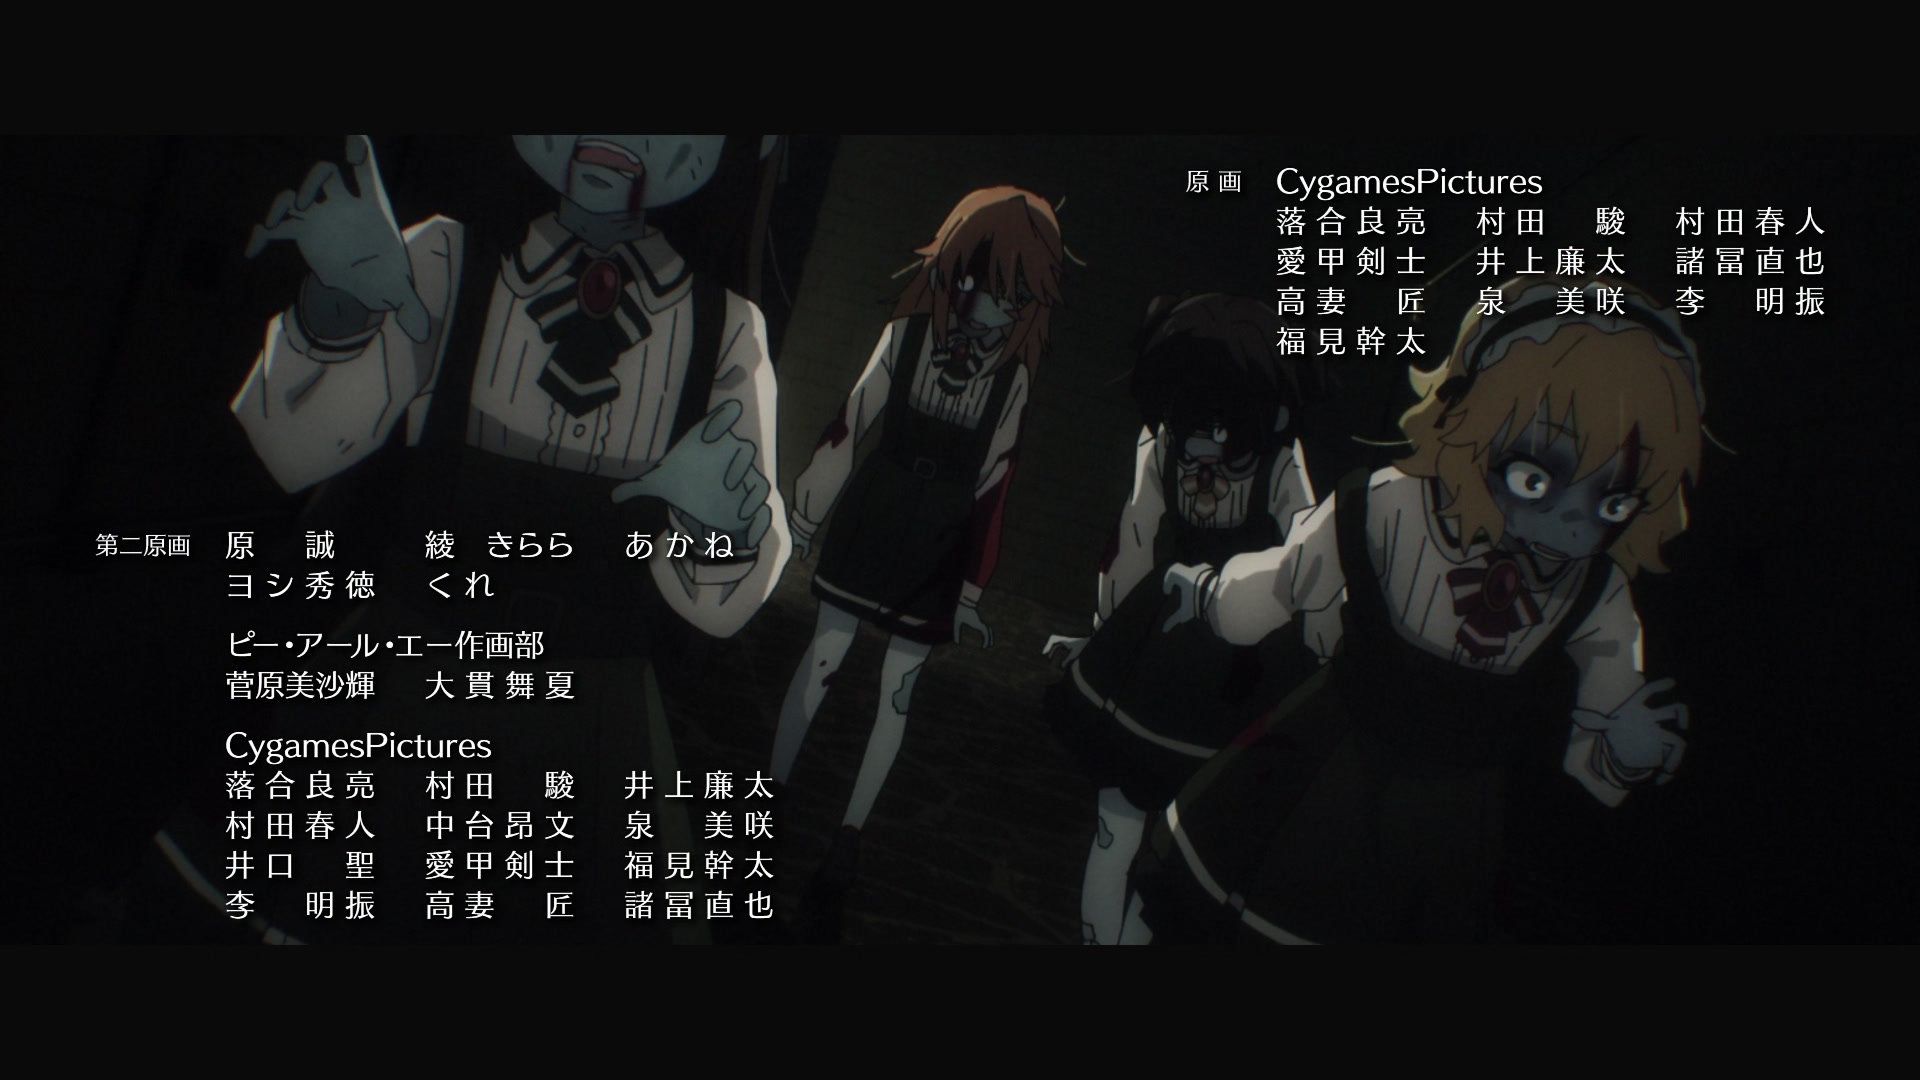 原画 CygamesPictures
落合良亮 村田 駿 村田春人
愛甲剣士 井上廉太 諸冨直也
高妻 匠 泉 美咲 李 明振
福見幹太
第二原画 原 誠 綾 きらら あかね
ヨシ秀徳 くれ
ピー・アール・エー作画部
菅原美沙輝 大貫舞夏
CygamesPictures
落合良亮 村田 駿 井上廉太
村田春人 中台昂文 泉 美咲
井口 聖 愛甲剣士 福見幹太
李 明振 高妻 匠 諸冨直也